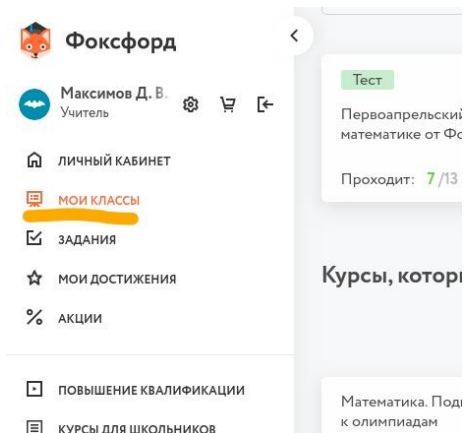 Фоксфорд
Максимов Д. В.
Учитель
ЛИЧНЫЙ КАБИНЕТ
МОИ КЛАССЫ
ЗАДАНИЯ
МОИ ДОСТИЖЕНИЯ
АКЦИИ
ПОВЫШЕНИЕ КВАЛИФИКАЦИИ
КУРСЫ ДЛЯ ШКОЛЬНИКОВ
Тест
Первоапрельский
математике от Фо
Проходит: 7/13
Курсы, котор
Математика. Под
к олимпиадам